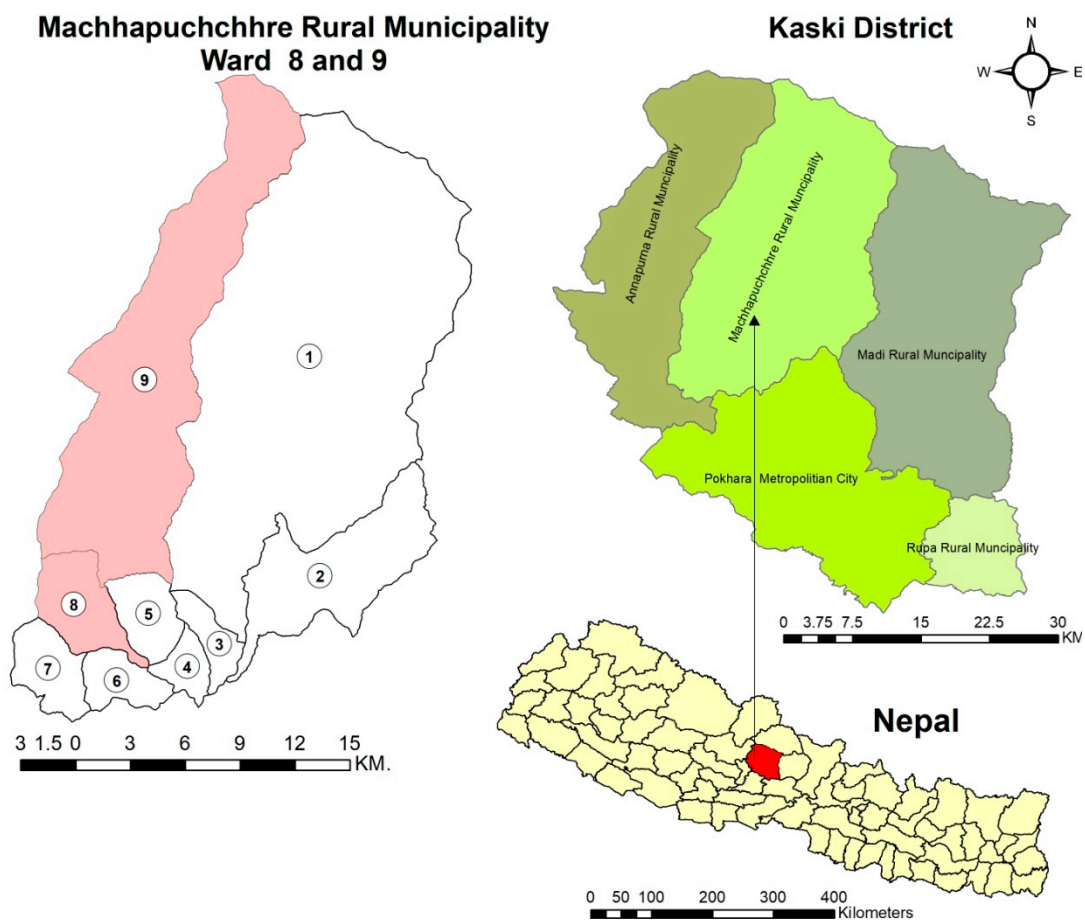 Machhapuchchhre Rural Municipality
Ward 8 and 9
9
1
2
8
5
3
7
6
4
3 1.5 0 3 6 9 12 15
KM.
Kaski District
N
W E
S
Annapurna Rural Muncipality
Machhapuchchhre Rural Muncipality
Madi Rural Muncipality
Pokhara Metropolitian City
Rupa Rural Muncipality
0 3.75 7.5 15 22.5 30
KM
Nepal
0 50 100 200 300 400
Kilometers